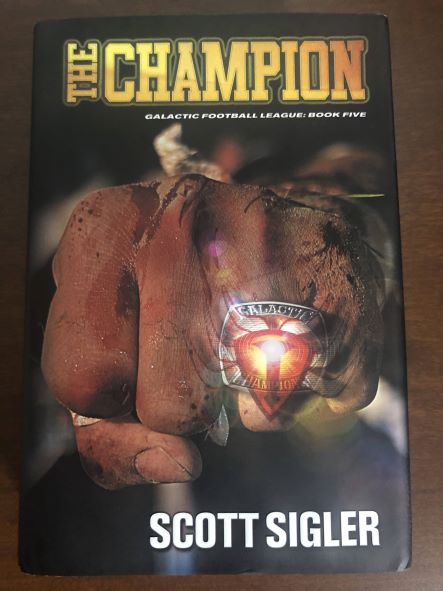 THE CHAMPION
GALACTIC FOOTBALL LEAGUE: BOOK FIVE
GALACTIC
CHAMPION
SCOTT SIGLER